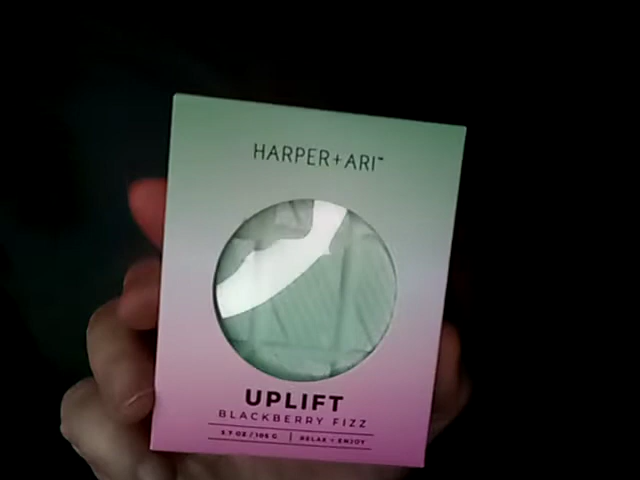 HARPER+ARI™
UPLIFT
BLACKBERRY FIZZ
3.7 OZ / 105 G | RELAX + ENJOY